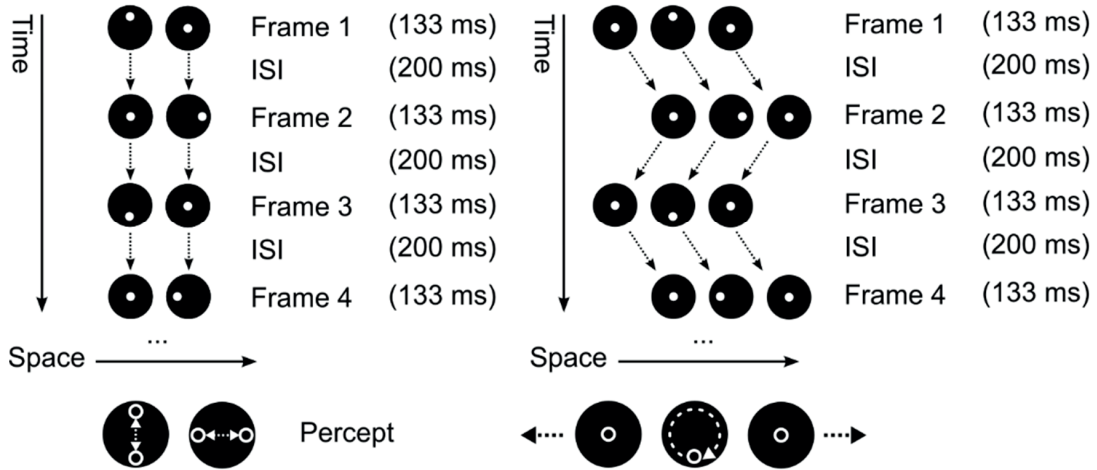 Time
Frame 1 (133 ms)
ISI (200 ms)
Frame 2 (133 ms)
ISI (200 ms)
Frame 3 (133 ms)
ISI (200 ms)
Frame 4 (133 ms)
...
Space
Time
Frame 1 (133 ms)
ISI (200 ms)
Frame 2 (133 ms)
ISI (200 ms)
Frame 3 (133 ms)
ISI (200 ms)
Frame 4 (133 ms)
...
Space
Percept